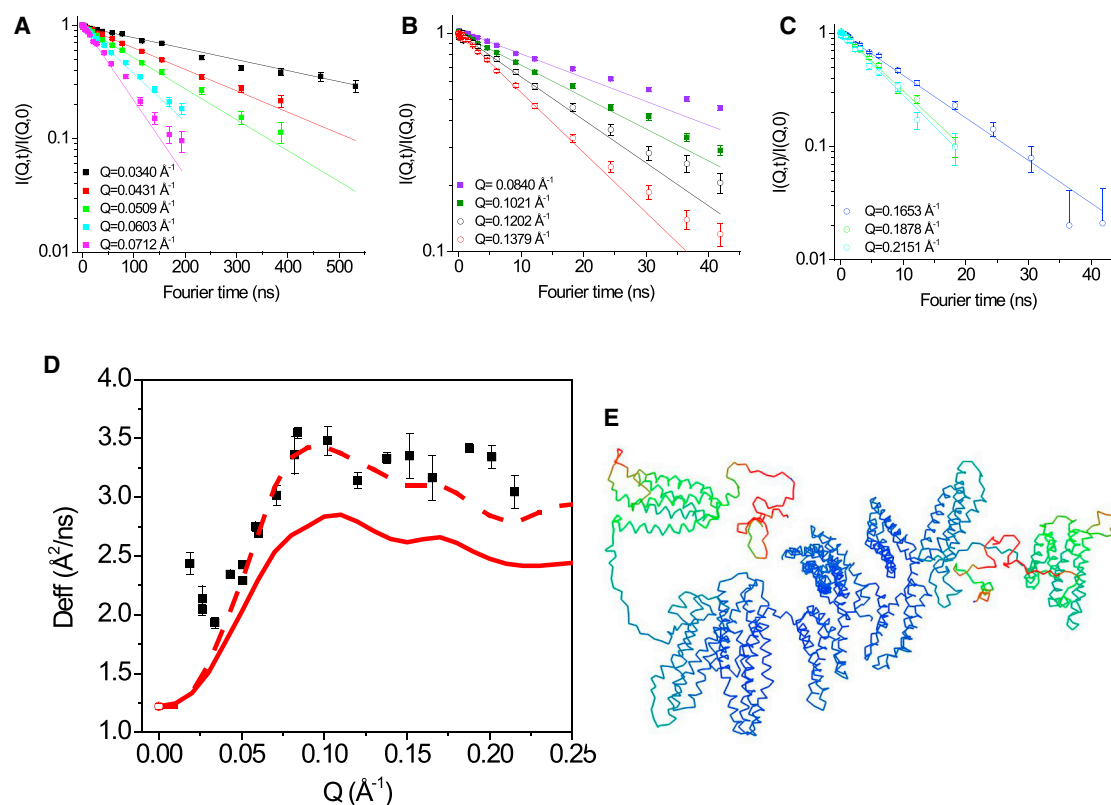 A
I(Q,t)/I(Q,0)
1
0.1
0.01
Q=0.0340 Å-1
Q=0.0431 Å-1
Q=0.0509 Å-1
Q=0.0603 Å-1
Q=0.0712 Å-1
0 100 200 300 400 500
Fourier time (ns)
B
I(Q,t)/I(Q,0)
1
0.1
Q= 0.0840 Å-1
Q=0.1021 Å-1
Q=0.1202 Å-1
Q=0.1379 Å-1
0 10 20 30 40
Fourier time (ns)
C
I(Q,t)/I(Q,0)
1
0.1
0.01
Q=0.1653 Å-1
Q=0.1878 Å-1
Q=0.2151 Å-1
0 10 20 30 40
Fourier time (ns)
D
Deff (Å2/ns)
4.0
3.5
3.0
2.5
2.0
1.5
1.0
0.00 0.05 0.10 0.15 0.20 0.25
Q (Å-1)
E